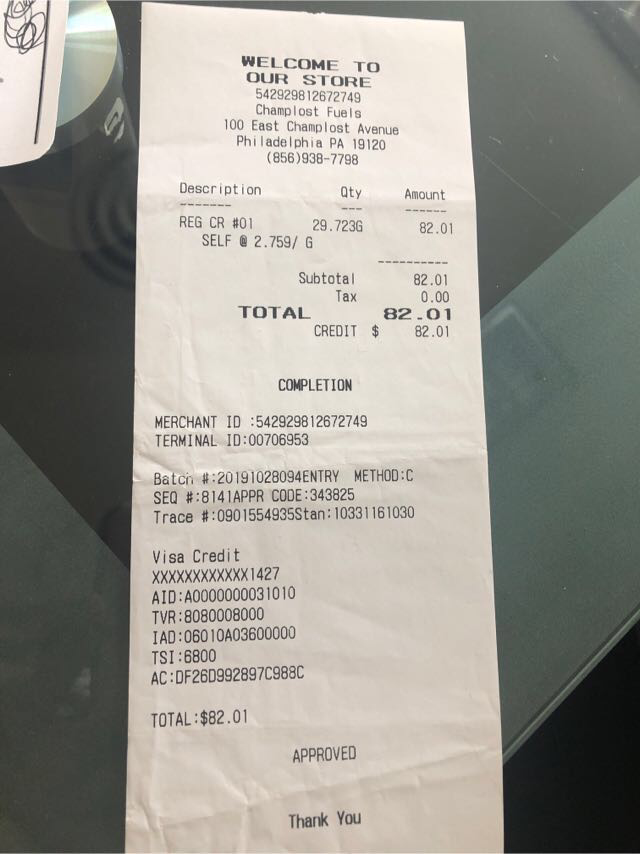 WELCOME TO
OUR STORE
542929812672749
Champlost Fuels
100 East Champlost Avenue
Philadelphia PA 19120
(856)938-7798
Description Qty Amount
------- --- ------
REG CR #01 29.723G 82.01
SELF @ 2.759/ G
----------
Subtotal 82.01
Tax 0.00
TOTAL 82.01
CREDIT $ 82.01
COMPLETION
MERCHANT ID :542929812672749
TERMINAL ID:00706953
Batch #:20191028094ENTRY METHOD:C
SEQ #:8141APPR CODE:343825
Trace #:0901554935Stan:10331161030
Visa Credit
XXXXXXXXXXXX1427
AID:A0000000031010
TVR:8080008000
IAD:06010A03600000
TSI:6800
AC:DF26D992897C988C
TOTAL:$82.01
APPROVED
Thank You